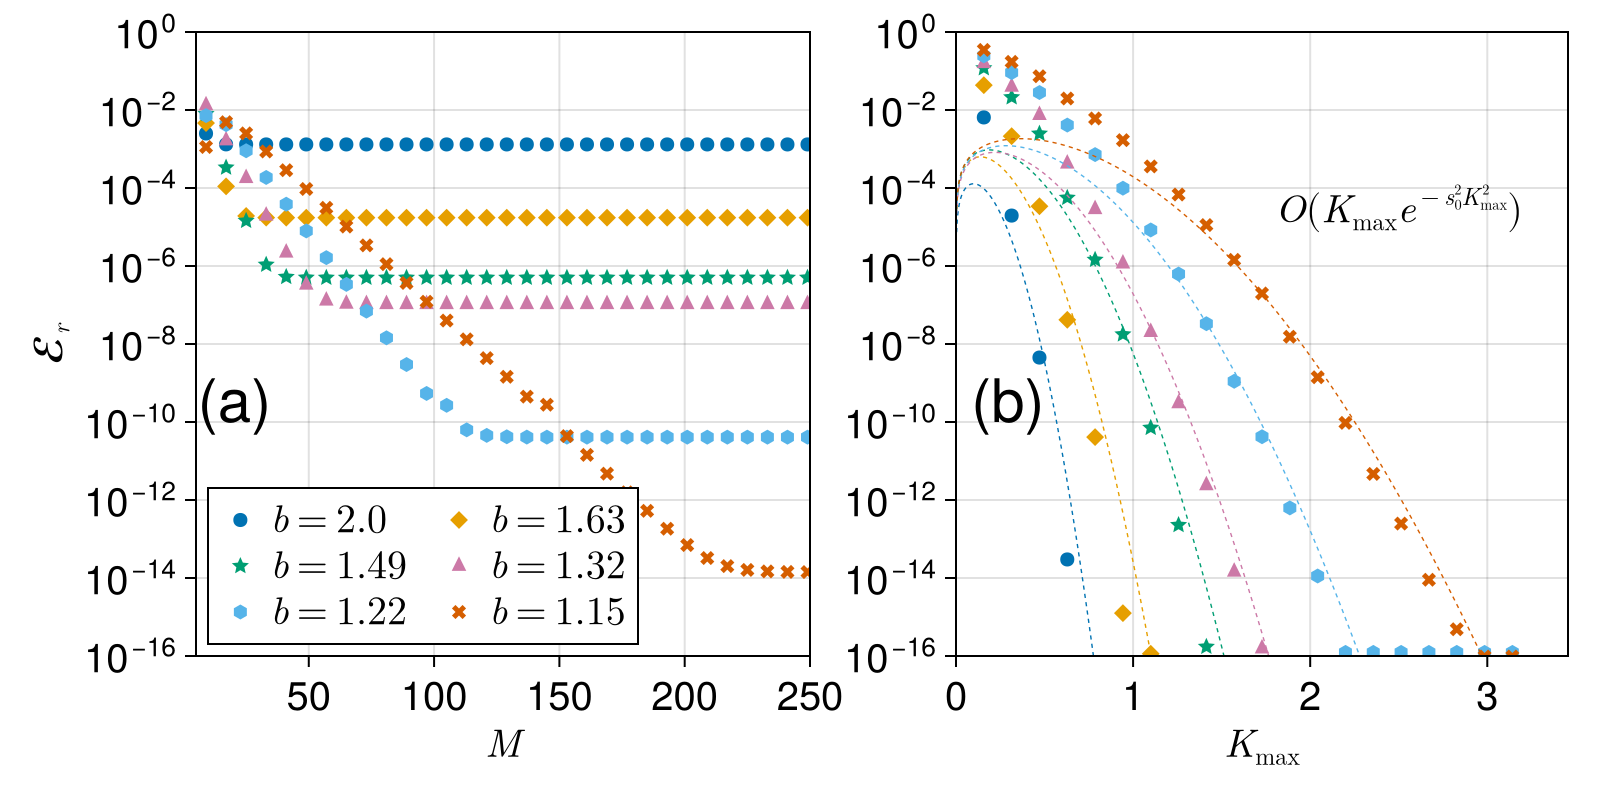 10^0
10^−2
10^−4
10^−6
10^−8
10^−10
10^−12
10^−14
10^−16
ℰ_r
(a)
b = 2.0
b = 1.63
b = 1.49
b = 1.32
b = 1.22
b = 1.15
50 100 150 200 250
M
10^0
10^−2
10^−4
10^−6
10^−8
10^−10
10^−12
10^−14
10^−16
O(K_max e^{−s_0^2 K_max^2})
(b)
0 1 2 3
K_max